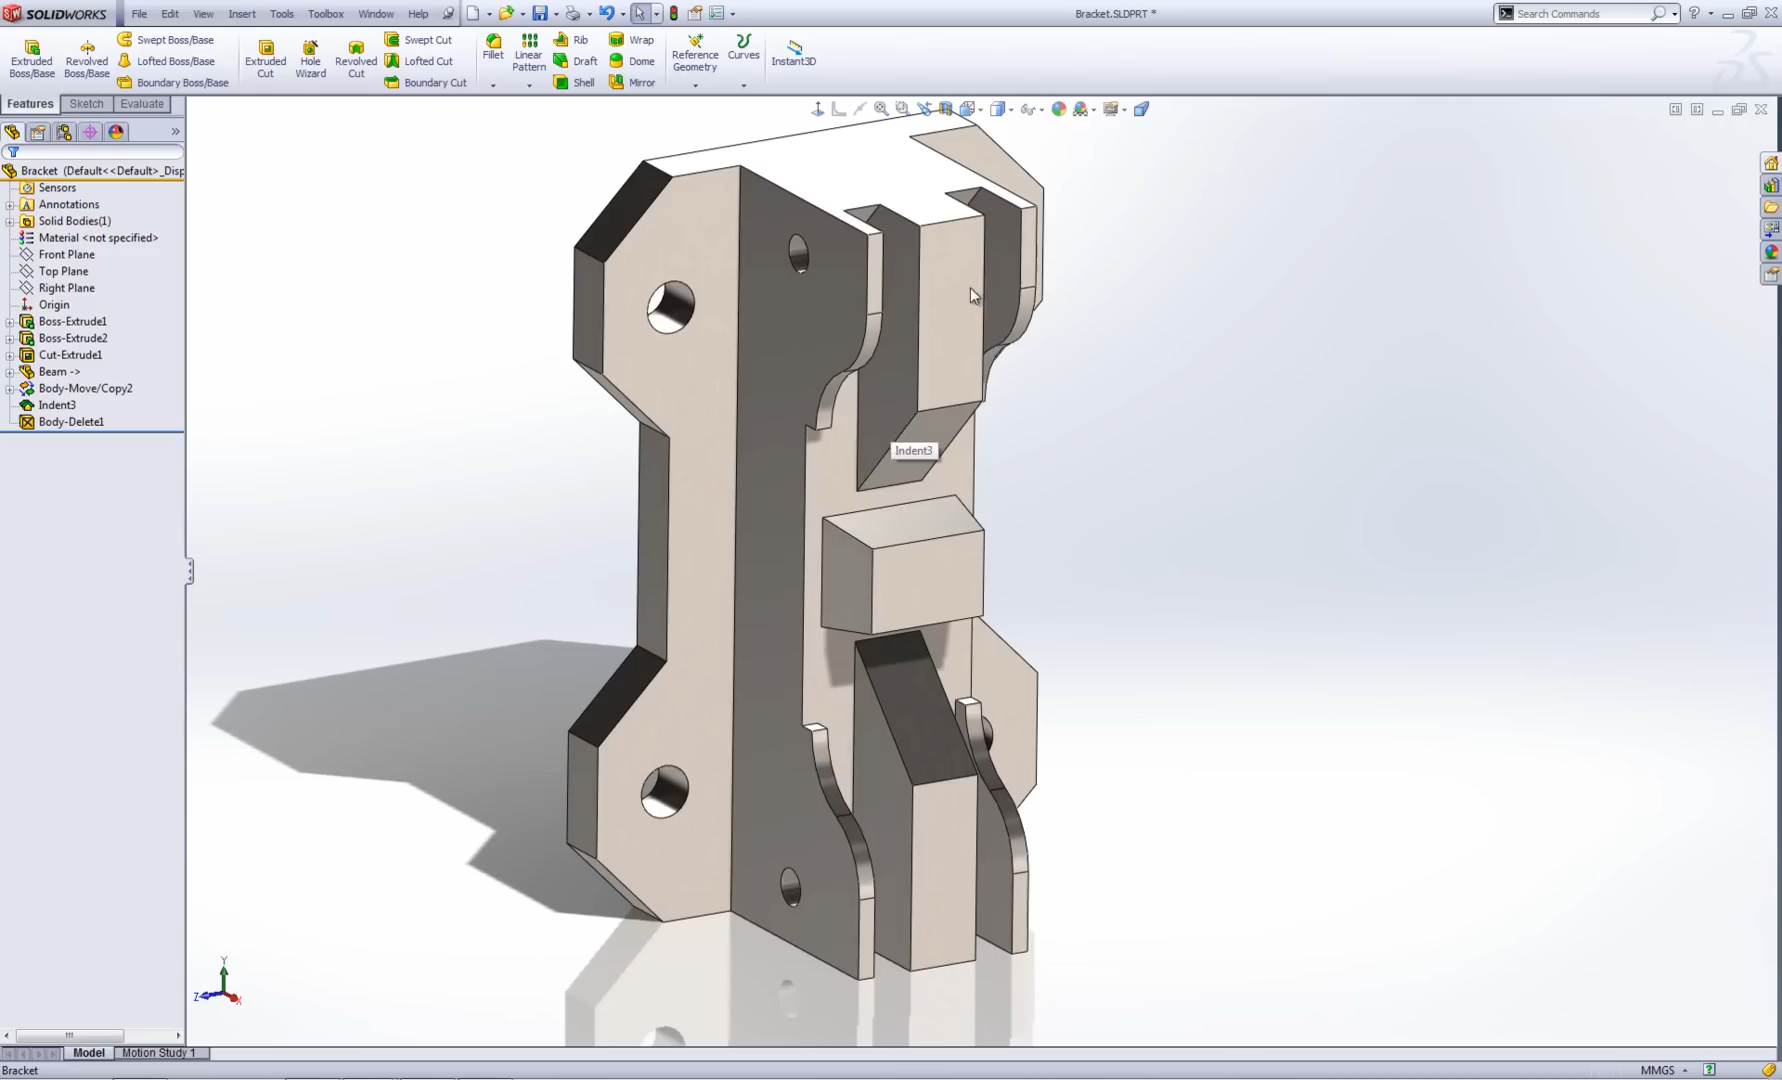 SOLIDWORKS File Edit View Insert Tools Toolbox Window Help Bracket.SLDPRT * Search Commands
Extruded Boss/Base
Revolved Boss/Base
Swept Boss/Base
Lofted Boss/Base
Boundary Boss/Base
Extruded Cut
Hole Wizard
Revolved Cut
Swept Cut
Lofted Cut
Boundary Cut
Fillet
Linear Pattern
Rib
Draft
Shell
Wrap
Dome
Mirror
Reference Geometry
Curves
Instant3D
Features Sketch Evaluate
Bracket (Default<<Default>_Disp
Sensors
Annotations
Solid Bodies(1)
Material <not specified>
Front Plane
Top Plane
Right Plane
Origin
Boss-Extrude1
Boss-Extrude2
Cut-Extrude1
Beam ->
Body-Move/Copy2
Indent3
Body-Delete1
Indent3
Y
Z
X
Model Motion Study 1
Bracket MMGS